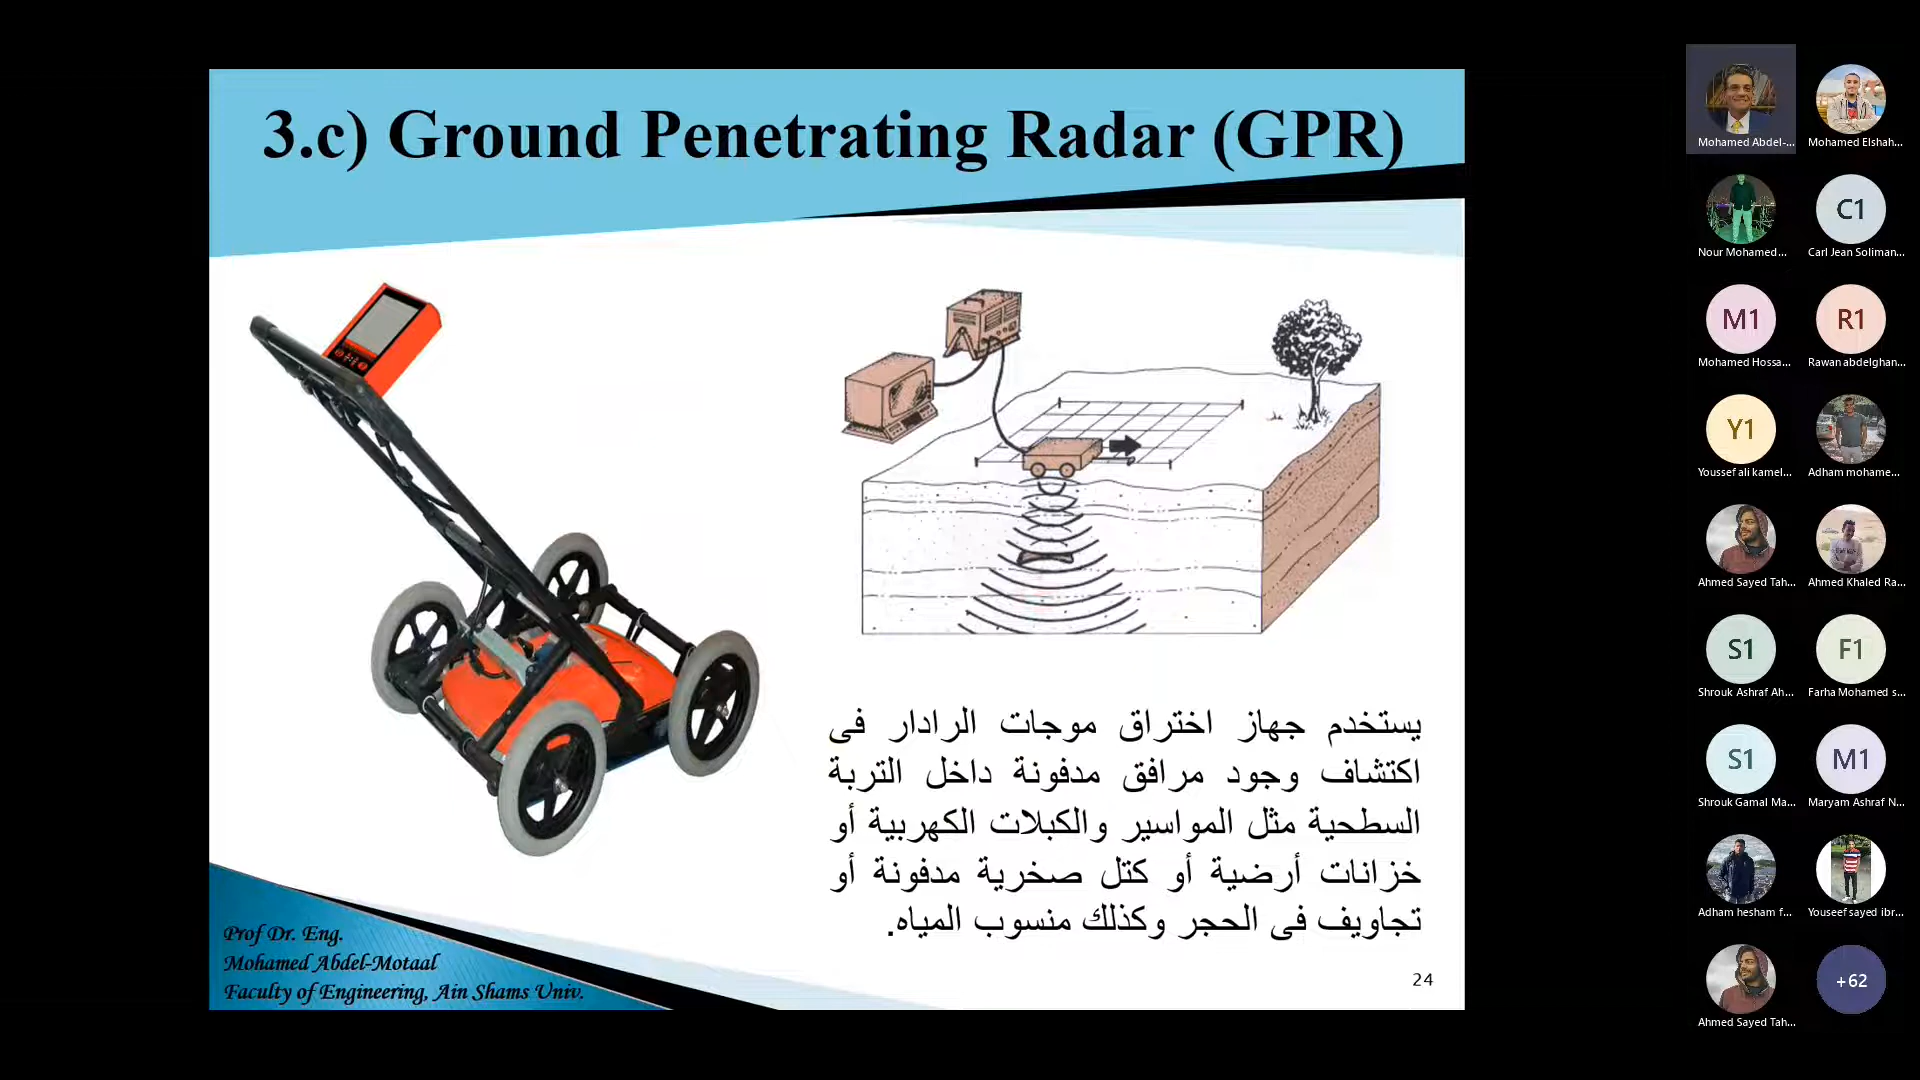 3.c) Ground Penetrating Radar (GPR)
يستخدم جهاز اختراق موجات الرادار فى
اكتشاف وجود مرافق مدفونة داخل التربة
السطحية مثل المواسير والكبلات الكهربية أو
خزانات أرضية أو كتل صخرية مدفونة أو
تجاويف فى الحجر وكذلك منسوب المياه.
Prof Dr. Eng.
Mohamed Abdel-Motaal
Faculty of Engineering, Ain Shams Univ.
24
Mohamed Abdel-...
Mohamed Elshah...
Nour Mohamed ...
C1
Carl Jean Soliman...
M1
Mohamed Hossa...
R1
Rawan abdelghan...
Y1
Youssef ali kamel...
Adham mohame...
Ahmed Sayed Tah...
Ahmed Khaled Ra...
S1
Shrouk Ashraf Ah...
F1
Farha Mohamed s...
S1
Shrouk Gamal Ma...
M1
Maryam Ashraf N...
Adham hesham f...
Youseef sayed ibr...
Ahmed Sayed Tah...
+62